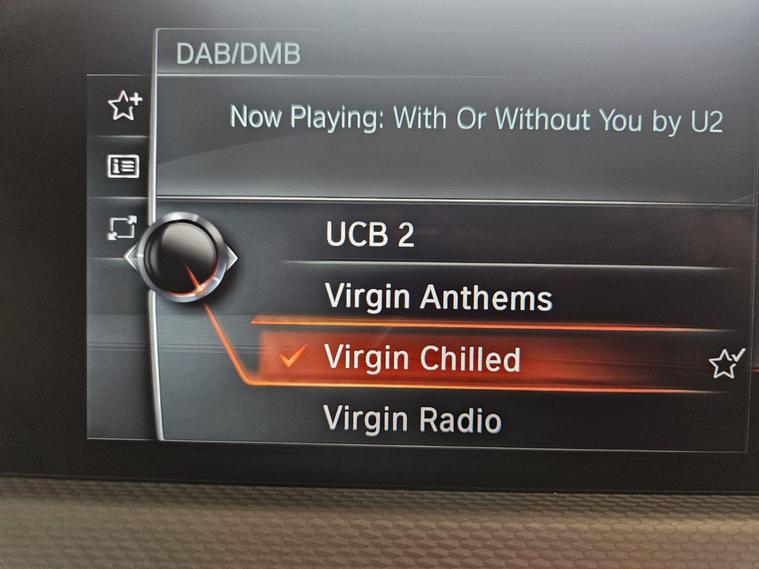 DAB/DMB
Now Playing: With Or Without You by U2
UCB 2
Virgin Anthems
Virgin Chilled
Virgin Radio